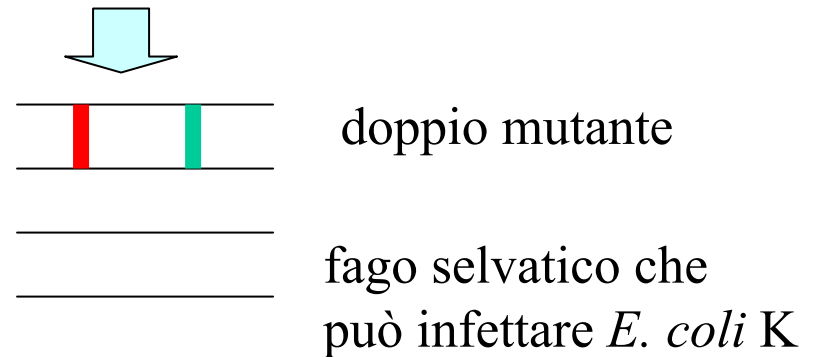 doppio mutante
fago selvatico che
può infettare E. coli K